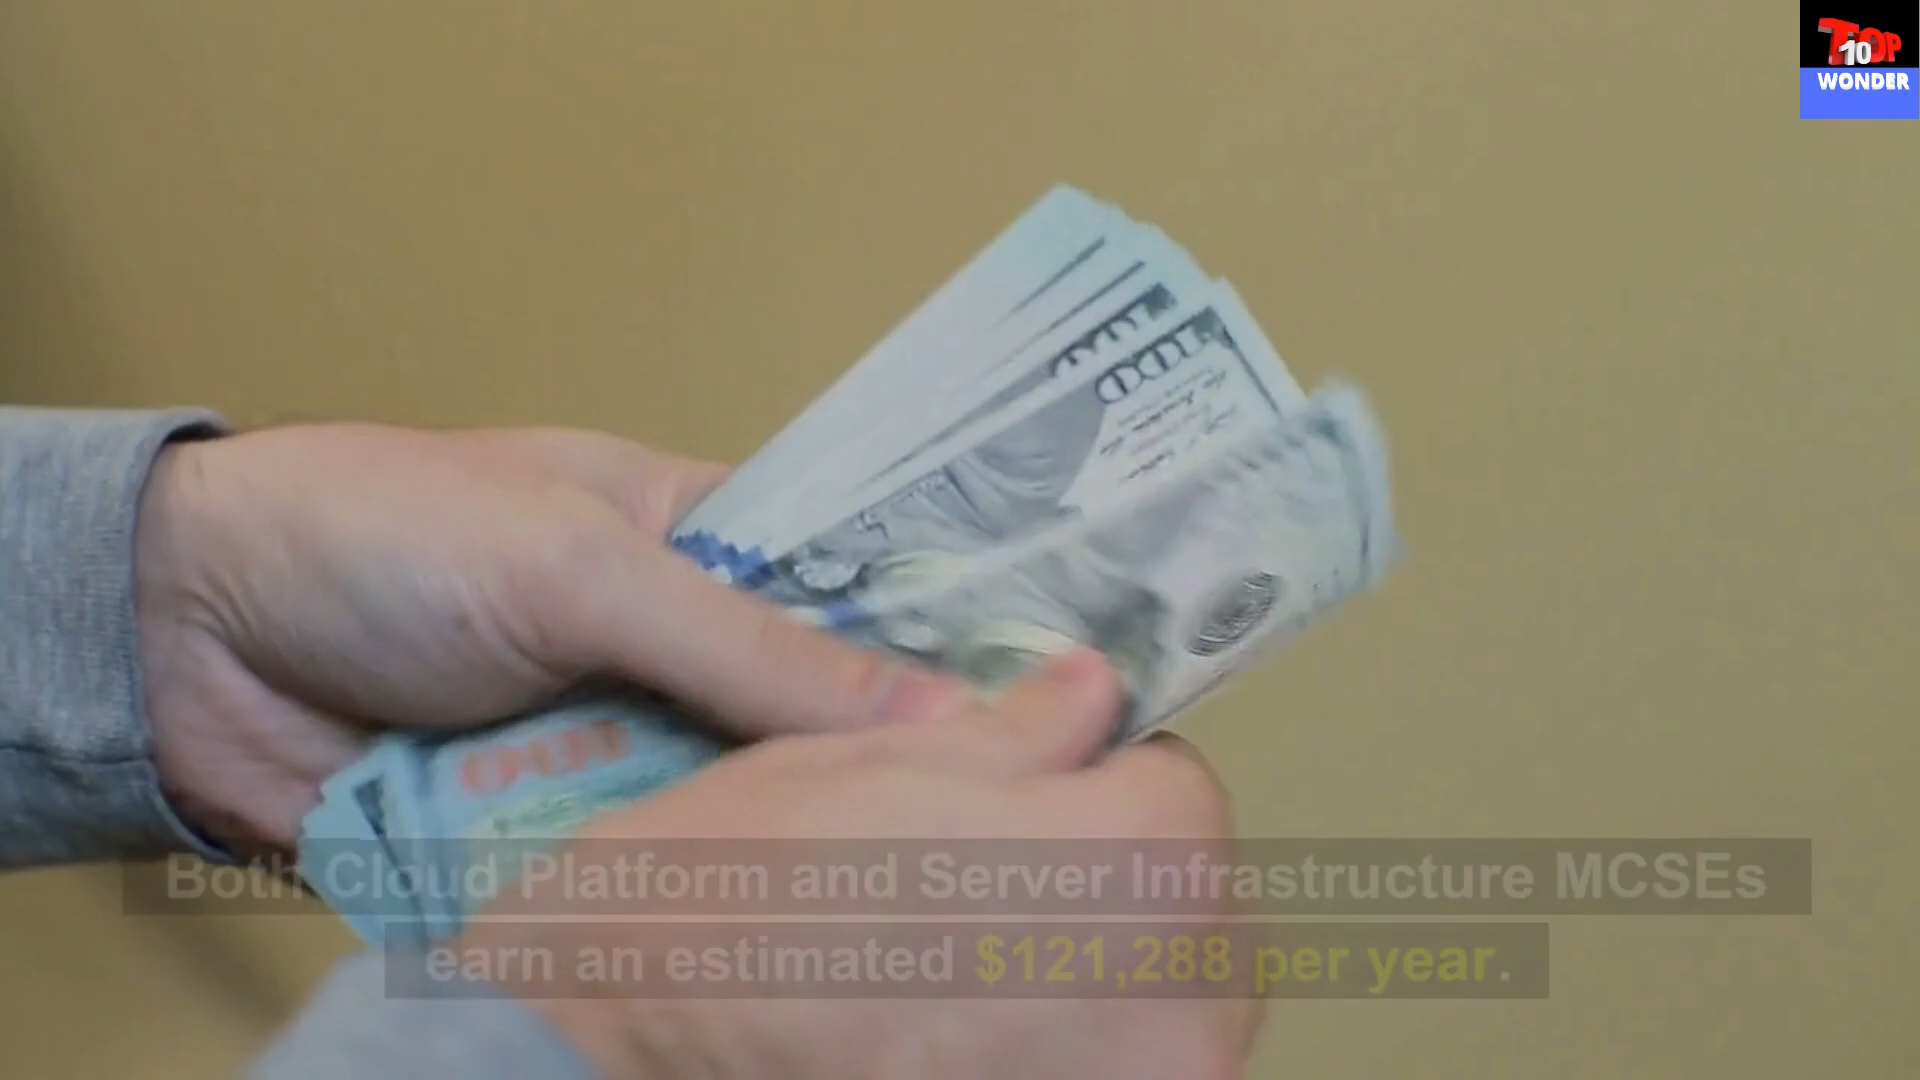 TOP
10
WONDER
Both Cloud Platform and Server Infrastructure MCSEs
earn an estimated $121,288 per year.